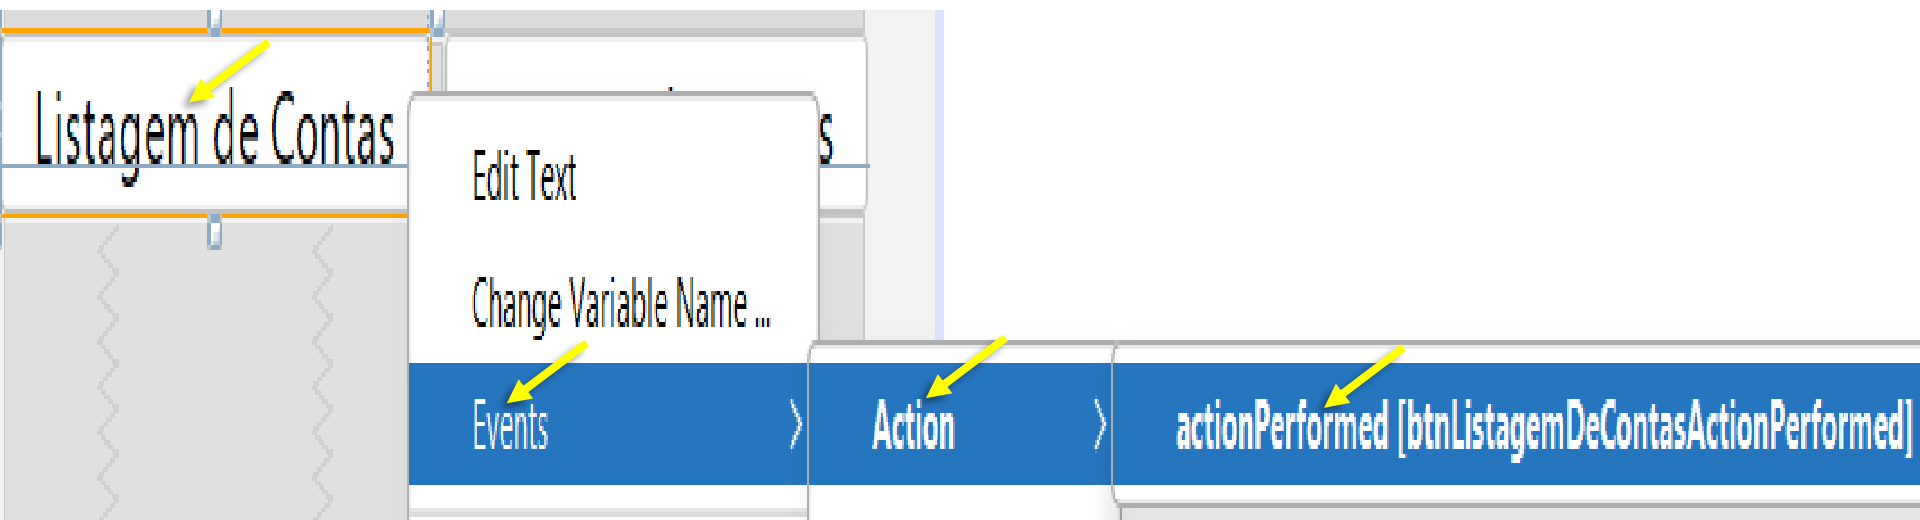 Listagem de Contas
s
Edit Text
Change Variable Name ...
Events
Action
actionPerformed [btnListagemDeContasActionPerformed]